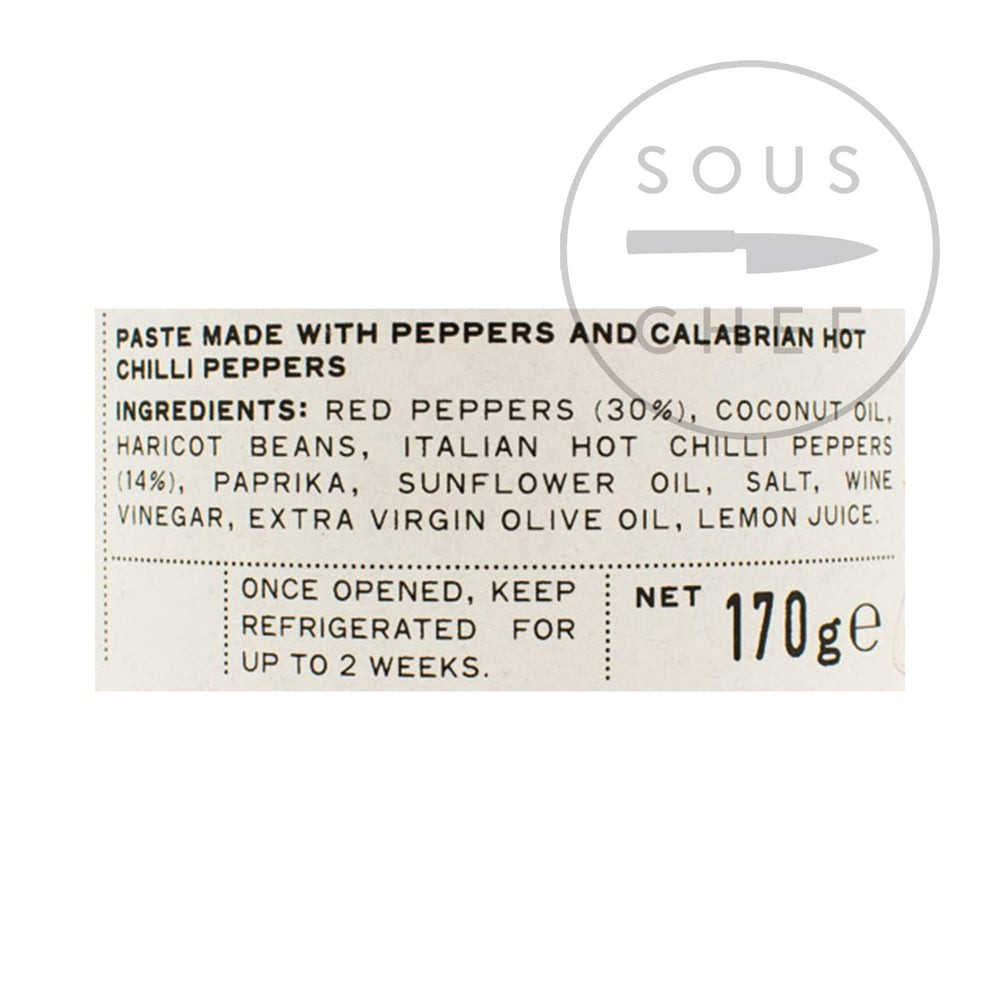 SOUS
CHEF
PASTE MADE WITH PEPPERS AND CALABRIAN HOT
CHILLI PEPPERS
INGREDIENTS: RED PEPPERS (30%), COCONUT OIL,
HARICOT BEANS, ITALIAN HOT CHILLI PEPPERS
(14%), PAPRIKA, SUNFLOWER OIL, SALT, WINE
VINEGAR, EXTRA VIRGIN OLIVE OIL, LEMON JUICE.
ONCE OPENED, KEEP
REFRIGERATED FOR
UP TO 2 WEEKS.
NET 170g e